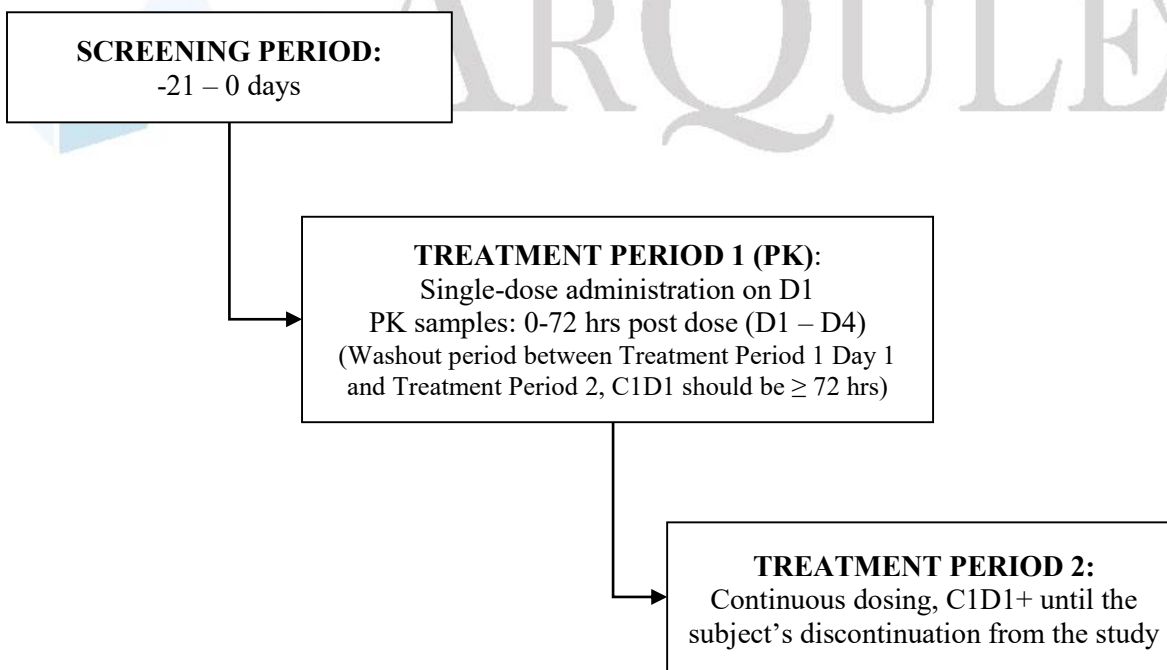 ARQULE
SCREENING PERIOD:
-21 – 0 days
TREATMENT PERIOD 1 (PK):
Single-dose administration on D1
PK samples: 0-72 hrs post dose (D1 – D4)
(Washout period between Treatment Period 1 Day 1
and Treatment Period 2, C1D1 should be ≥ 72 hrs)
TREATMENT PERIOD 2:
Continuous dosing, C1D1+ until the
subject’s discontinuation from the study